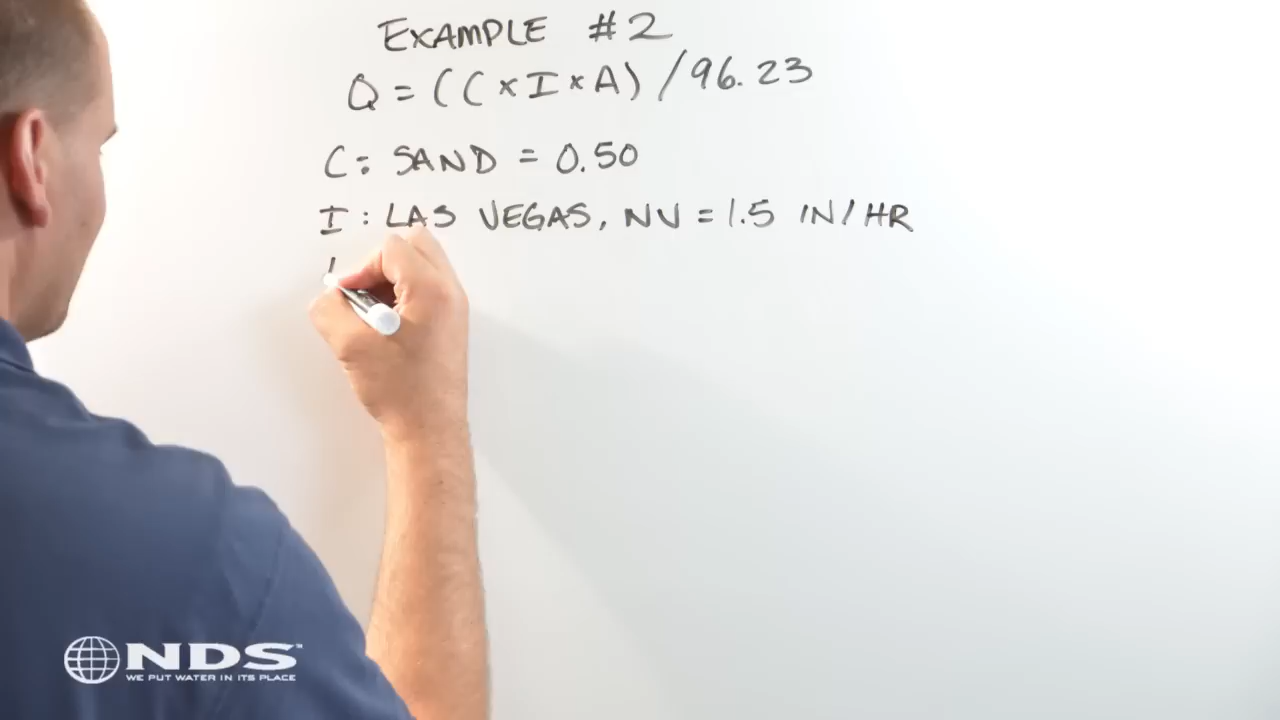 EXAMPLE #2
Q = (C x I x A) / 96.23
C: SAND = 0.50
I: LAS VEGAS, NV = 1.5 IN/HR
NDS™
WE PUT WATER IN ITS PLACE